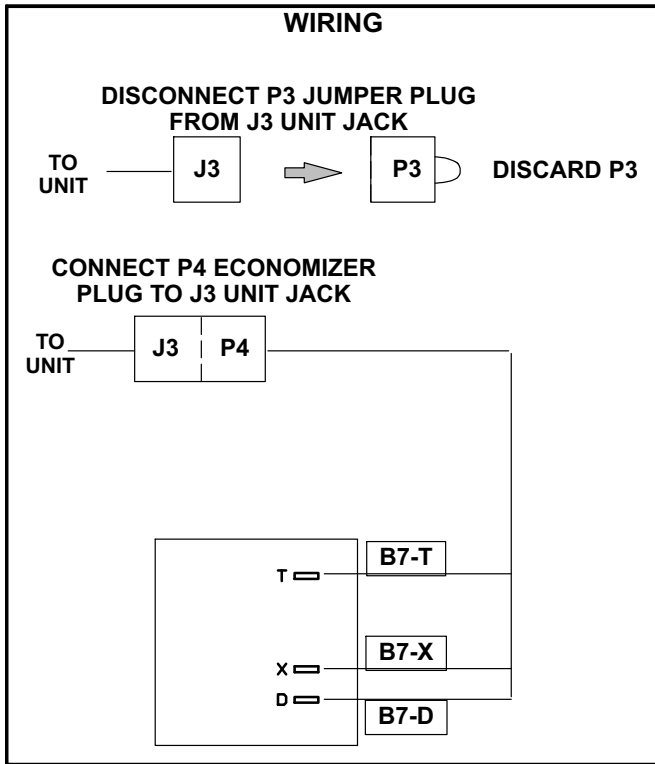 WIRING
DISCONNECT P3 JUMPER PLUG
FROM J3 UNIT JACK
TO
UNIT
J3
P3
DISCARD P3
CONNECT P4 ECONOMIZER
PLUG TO J3 UNIT JACK
TO
UNIT
J3
P4
T
B7-T
X
B7-X
D
B7-D